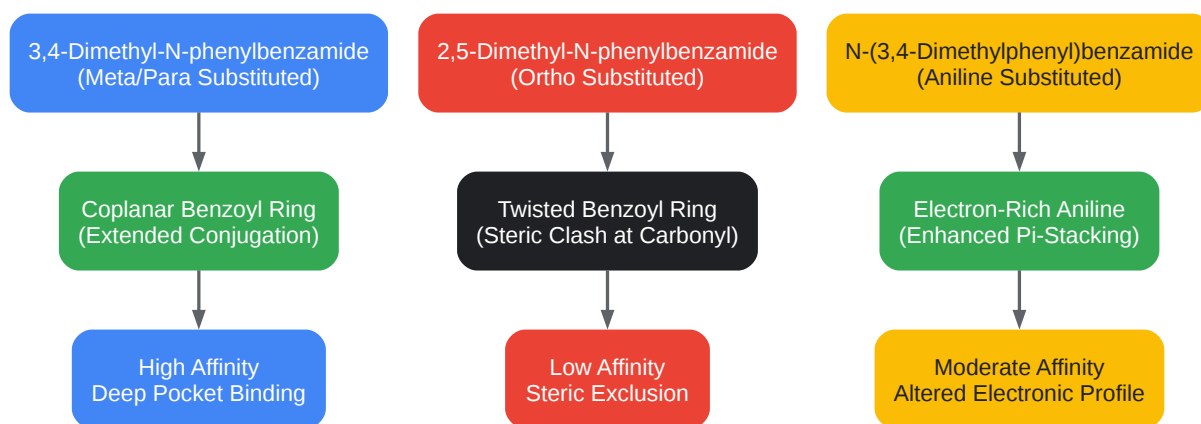 3,4-Dimethyl-N-phenylbenzamide
(Meta/Para Substituted)
2,5-Dimethyl-N-phenylbenzamide
(Ortho Substituted)
N-(3,4-Dimethylphenyl)benzamide
(Aniline Substituted)
Coplanar Benzoyl Ring
(Extended Conjugation)
Twisted Benzoyl Ring
(Steric Clash at Carbonyl)
Electron-Rich Aniline
(Enhanced Pi-Stacking)
High Affinity
Deep Pocket Binding
Low Affinity
Steric Exclusion
Moderate Affinity
Altered Electronic Profile